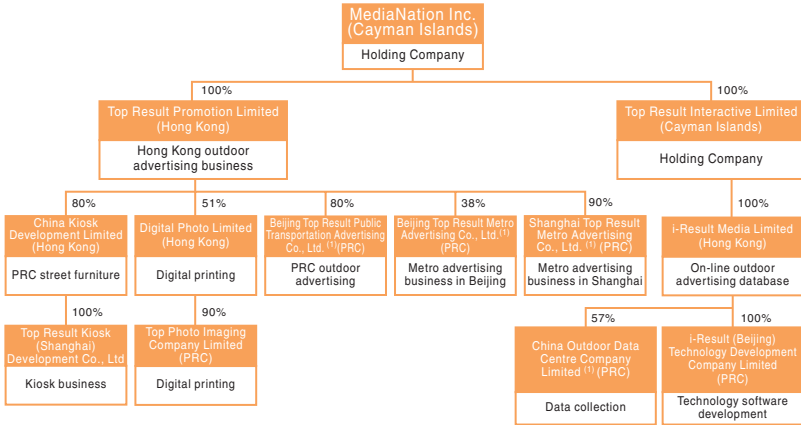 MediaNation Inc.
(Cayman Islands)
Holding Company
100%
100%
Top Result Promotion Limited
(Hong Kong)
Hong Kong outdoor
advertising business
Top Result Interactive Limited
(Cayman Islands)
Holding Company
80%
51%
80%
38%
90%
100%
China Kiosk
Development Limited
(Hong Kong)
PRC street furniture
Digital Photo Limited
(Hong Kong)
Digital printing
Beijing Top Result Public
Transportation Advertising
Co., Ltd. (1)(PRC)
PRC outdoor
advertising
Beijing Top Result Metro
Advertising Co., Ltd.(1)
(PRC)
Metro advertising
business in Beijing
Shanghai Top Result
Metro Advertising
Co., Ltd. (1) (PRC)
Metro advertising
business in Shanghai
i-Result Media Limited
(Hong Kong)
On-line outdoor
advertising database
100%
90%
57%
100%
Top Result Kiosk
(Shanghai)
Development Co., Ltd
Kiosk business
Top Photo Imaging
Company Limited
(PRC)
Digital printing
China Outdoor Data
Centre Company
Limited (1) (PRC)
Data collection
i-Result (Beijing)
Technology Development
Company Limited
(PRC)
Technology software
development